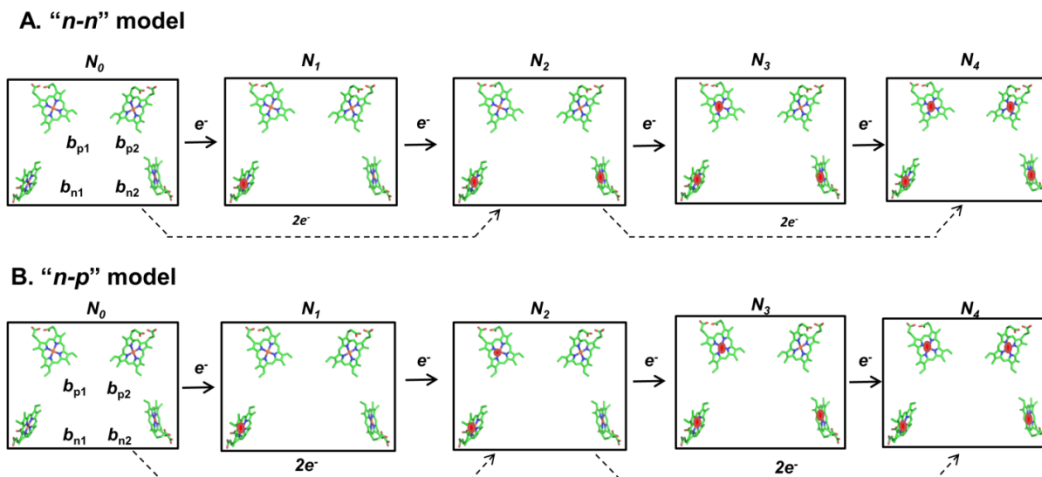 A. “n-n” model
N0 N1 N2 N3 N4
e- e- e- e-
bp1 bp2
bn1 bn2
2e- 2e-
B. “n-p” model
N0 N1 N2 N3 N4
e- e- e- e-
bp1 bp2
bn1 bn2
2e- 2e-